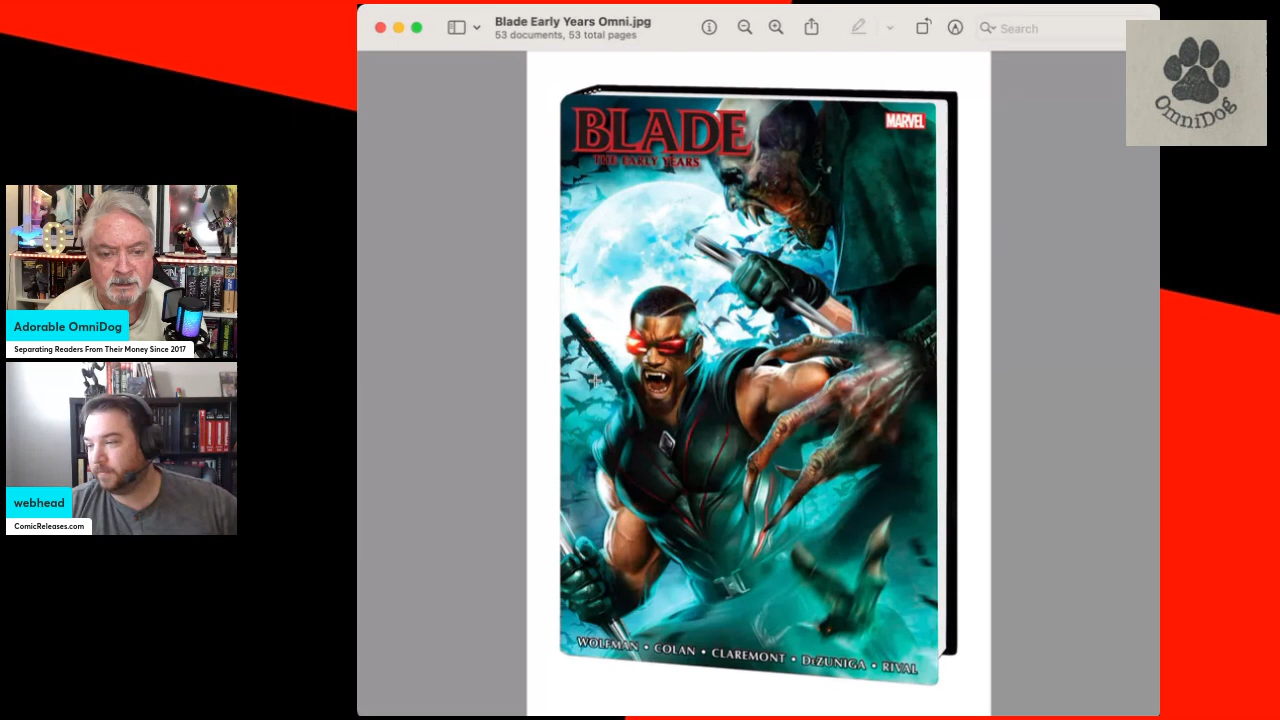 Blade Early Years Omni.jpg
53 documents, 53 total pages
Search
OmniDog
BLADE
THE EARLY YEARS
MARVEL
Adorable OmniDog
Separating Readers From Their Money Since 2017
webhead
ComicReleases.com
WOLFMAN • COLAN • CLAREMONT • DeZUNIGA • RIVAL